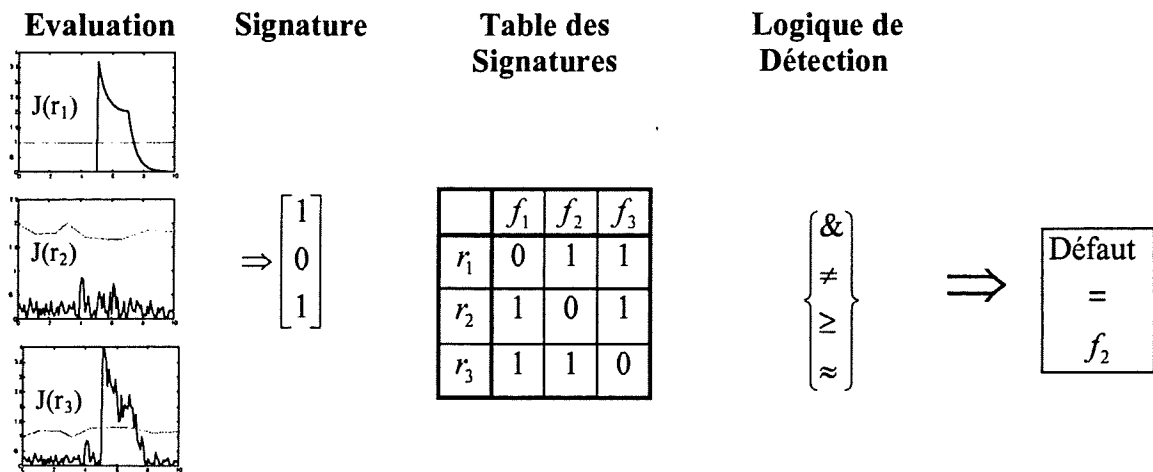 Evaluation
Signature
Table des
Signatures
Logique de
Détection
J(r₁)
J(r₂)
J(r₃)
⇒
1
0
1
f₁ f₂ f₃
r₁ 0 1 1
r₂ 1 0 1
r₃ 1 1 0
&
≠
≥
≈
⇒
Défaut
=
f₂